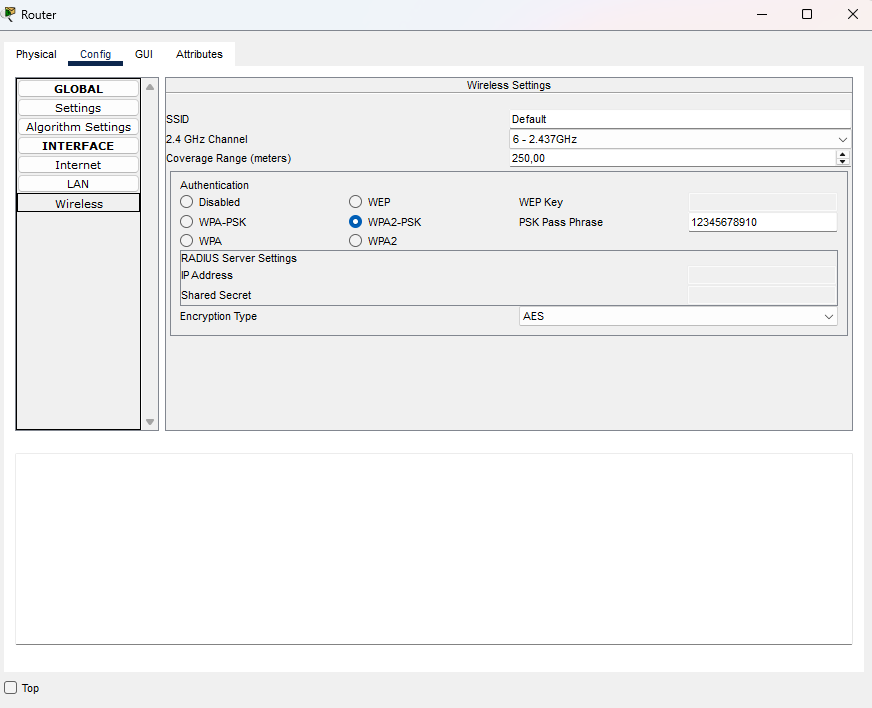 Router
Physical Config GUI Attributes
GLOBAL
Settings
Algorithm Settings
INTERFACE
Internet
LAN
Wireless
Wireless Settings
SSID Default
2.4 GHz Channel 6 - 2.437GHz
Coverage Range (meters) 250,00
Authentication
Disabled WEP WEP Key
WPA-PSK WPA2-PSK PSK Pass Phrase 12345678910
WPA WPA2
RADIUS Server Settings
IP Address
Shared Secret
Encryption Type AES
Top